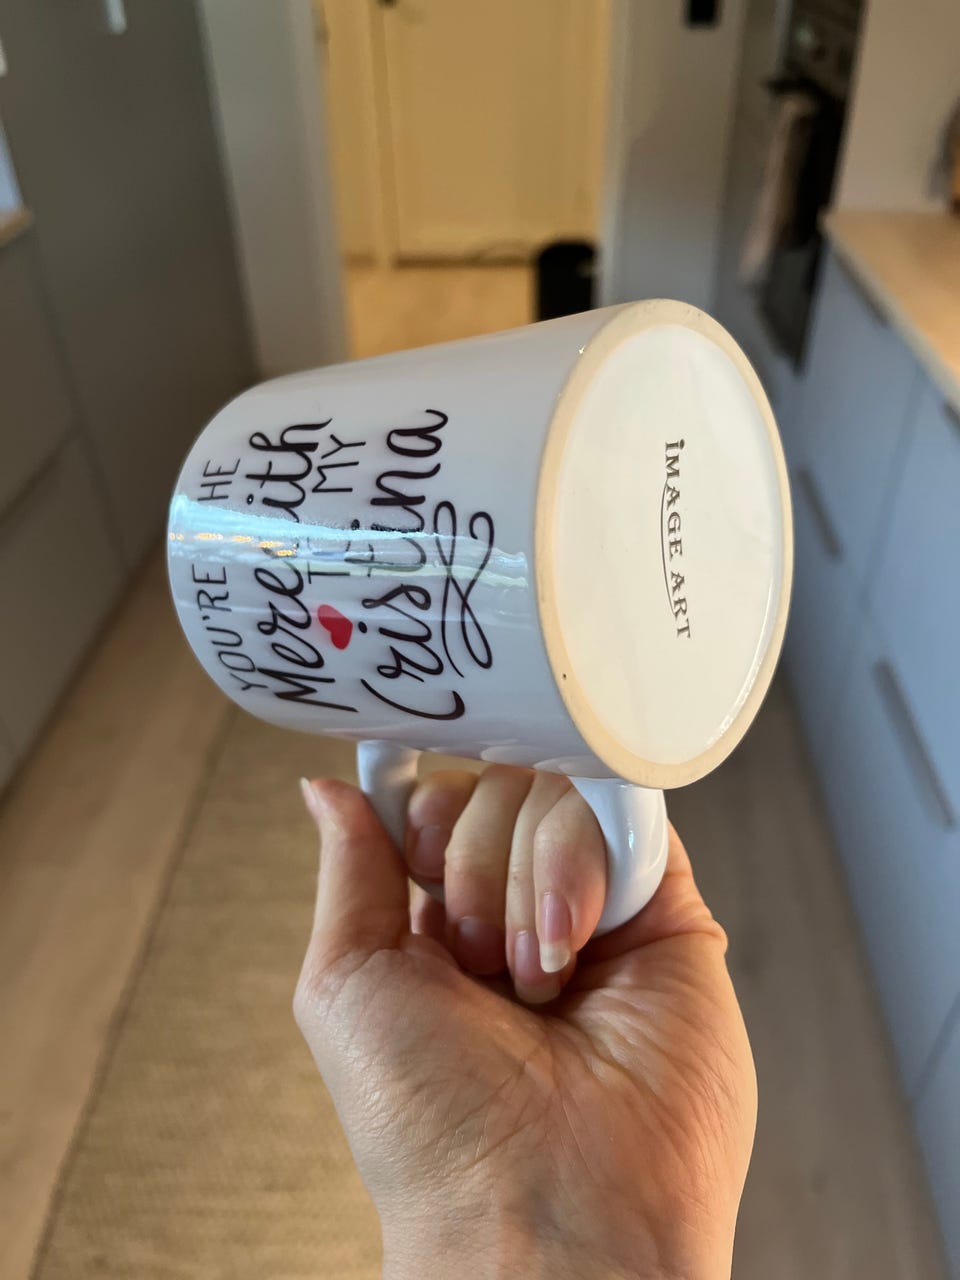 YOU'RE THE
Meredith
TO MY
Cristina
IMAGE ART